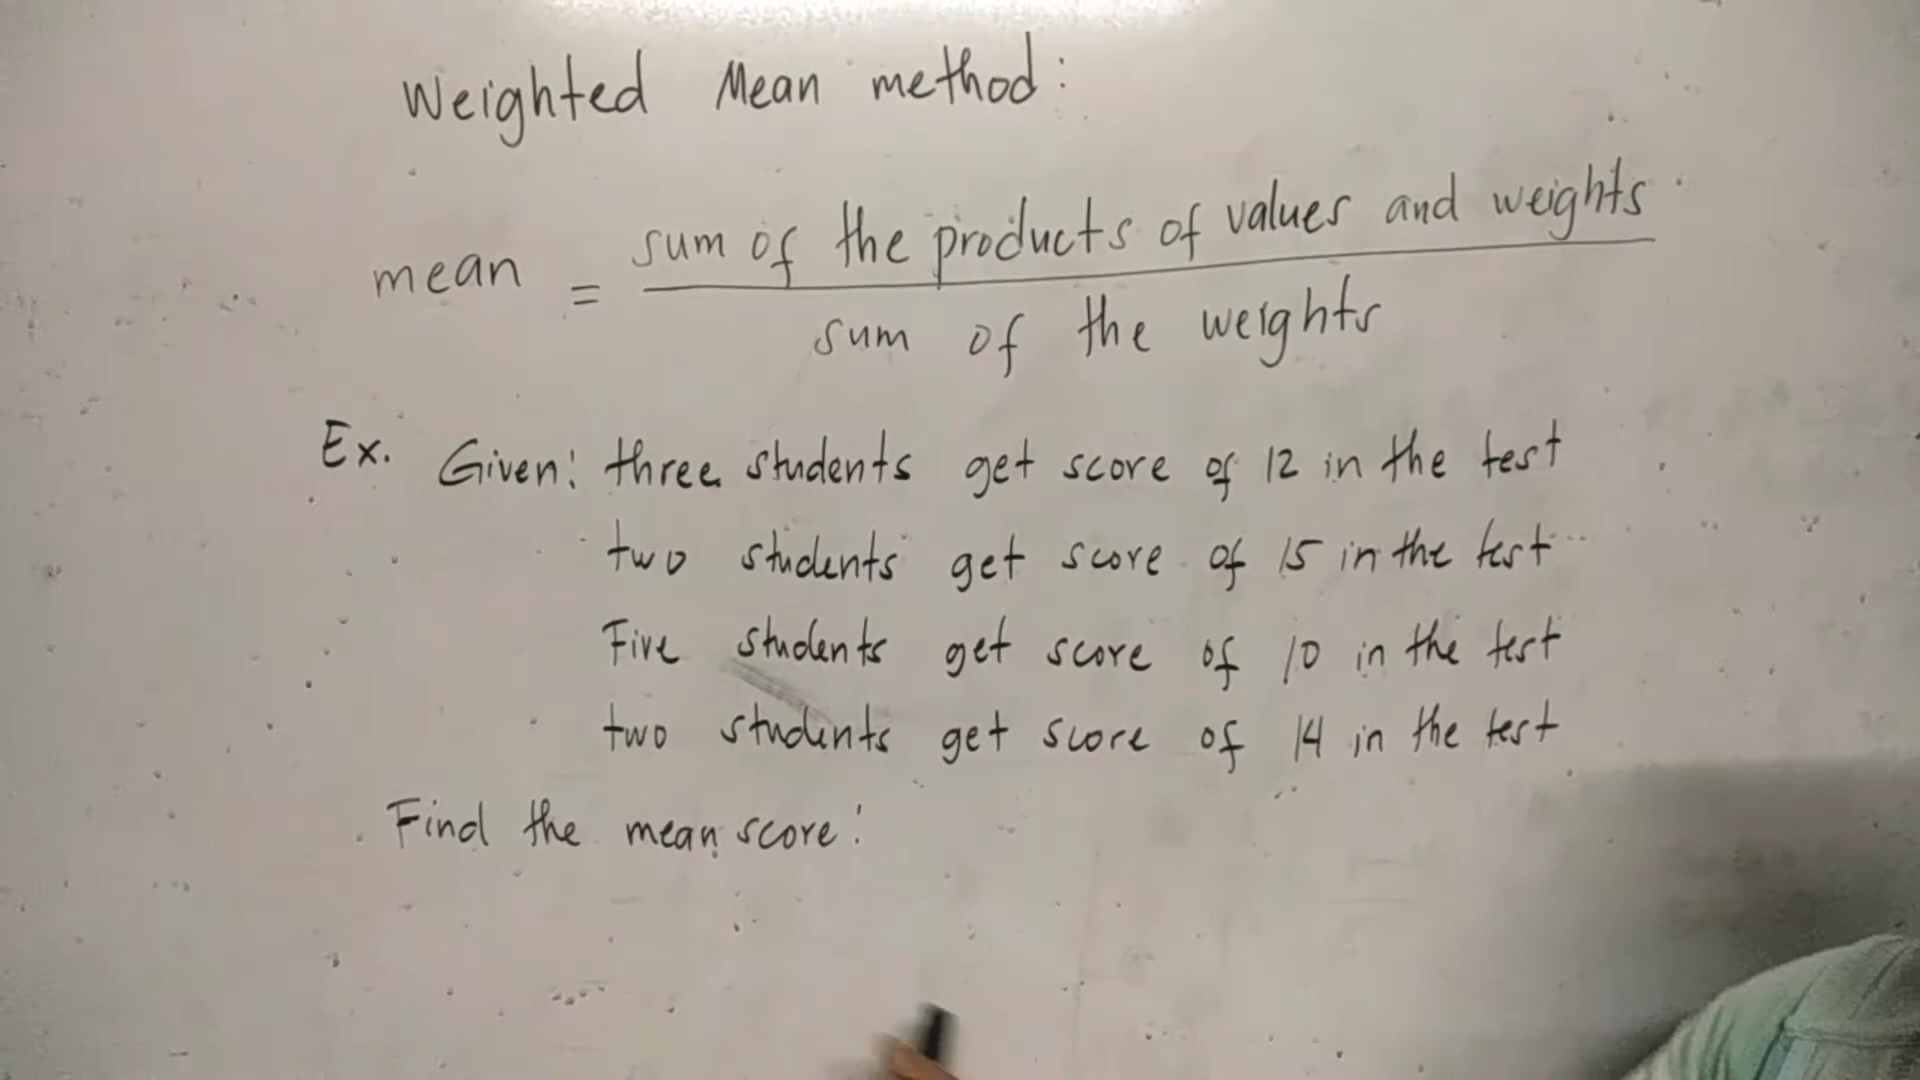 Weighted Mean method:
mean = sum of the products of values and weights
sum of the weights
Ex. Given: three students get score of 12 in the test
two students get score of 15 in the test
Five students get score of 10 in the test
two students get score of 14 in the test
Find the mean score: